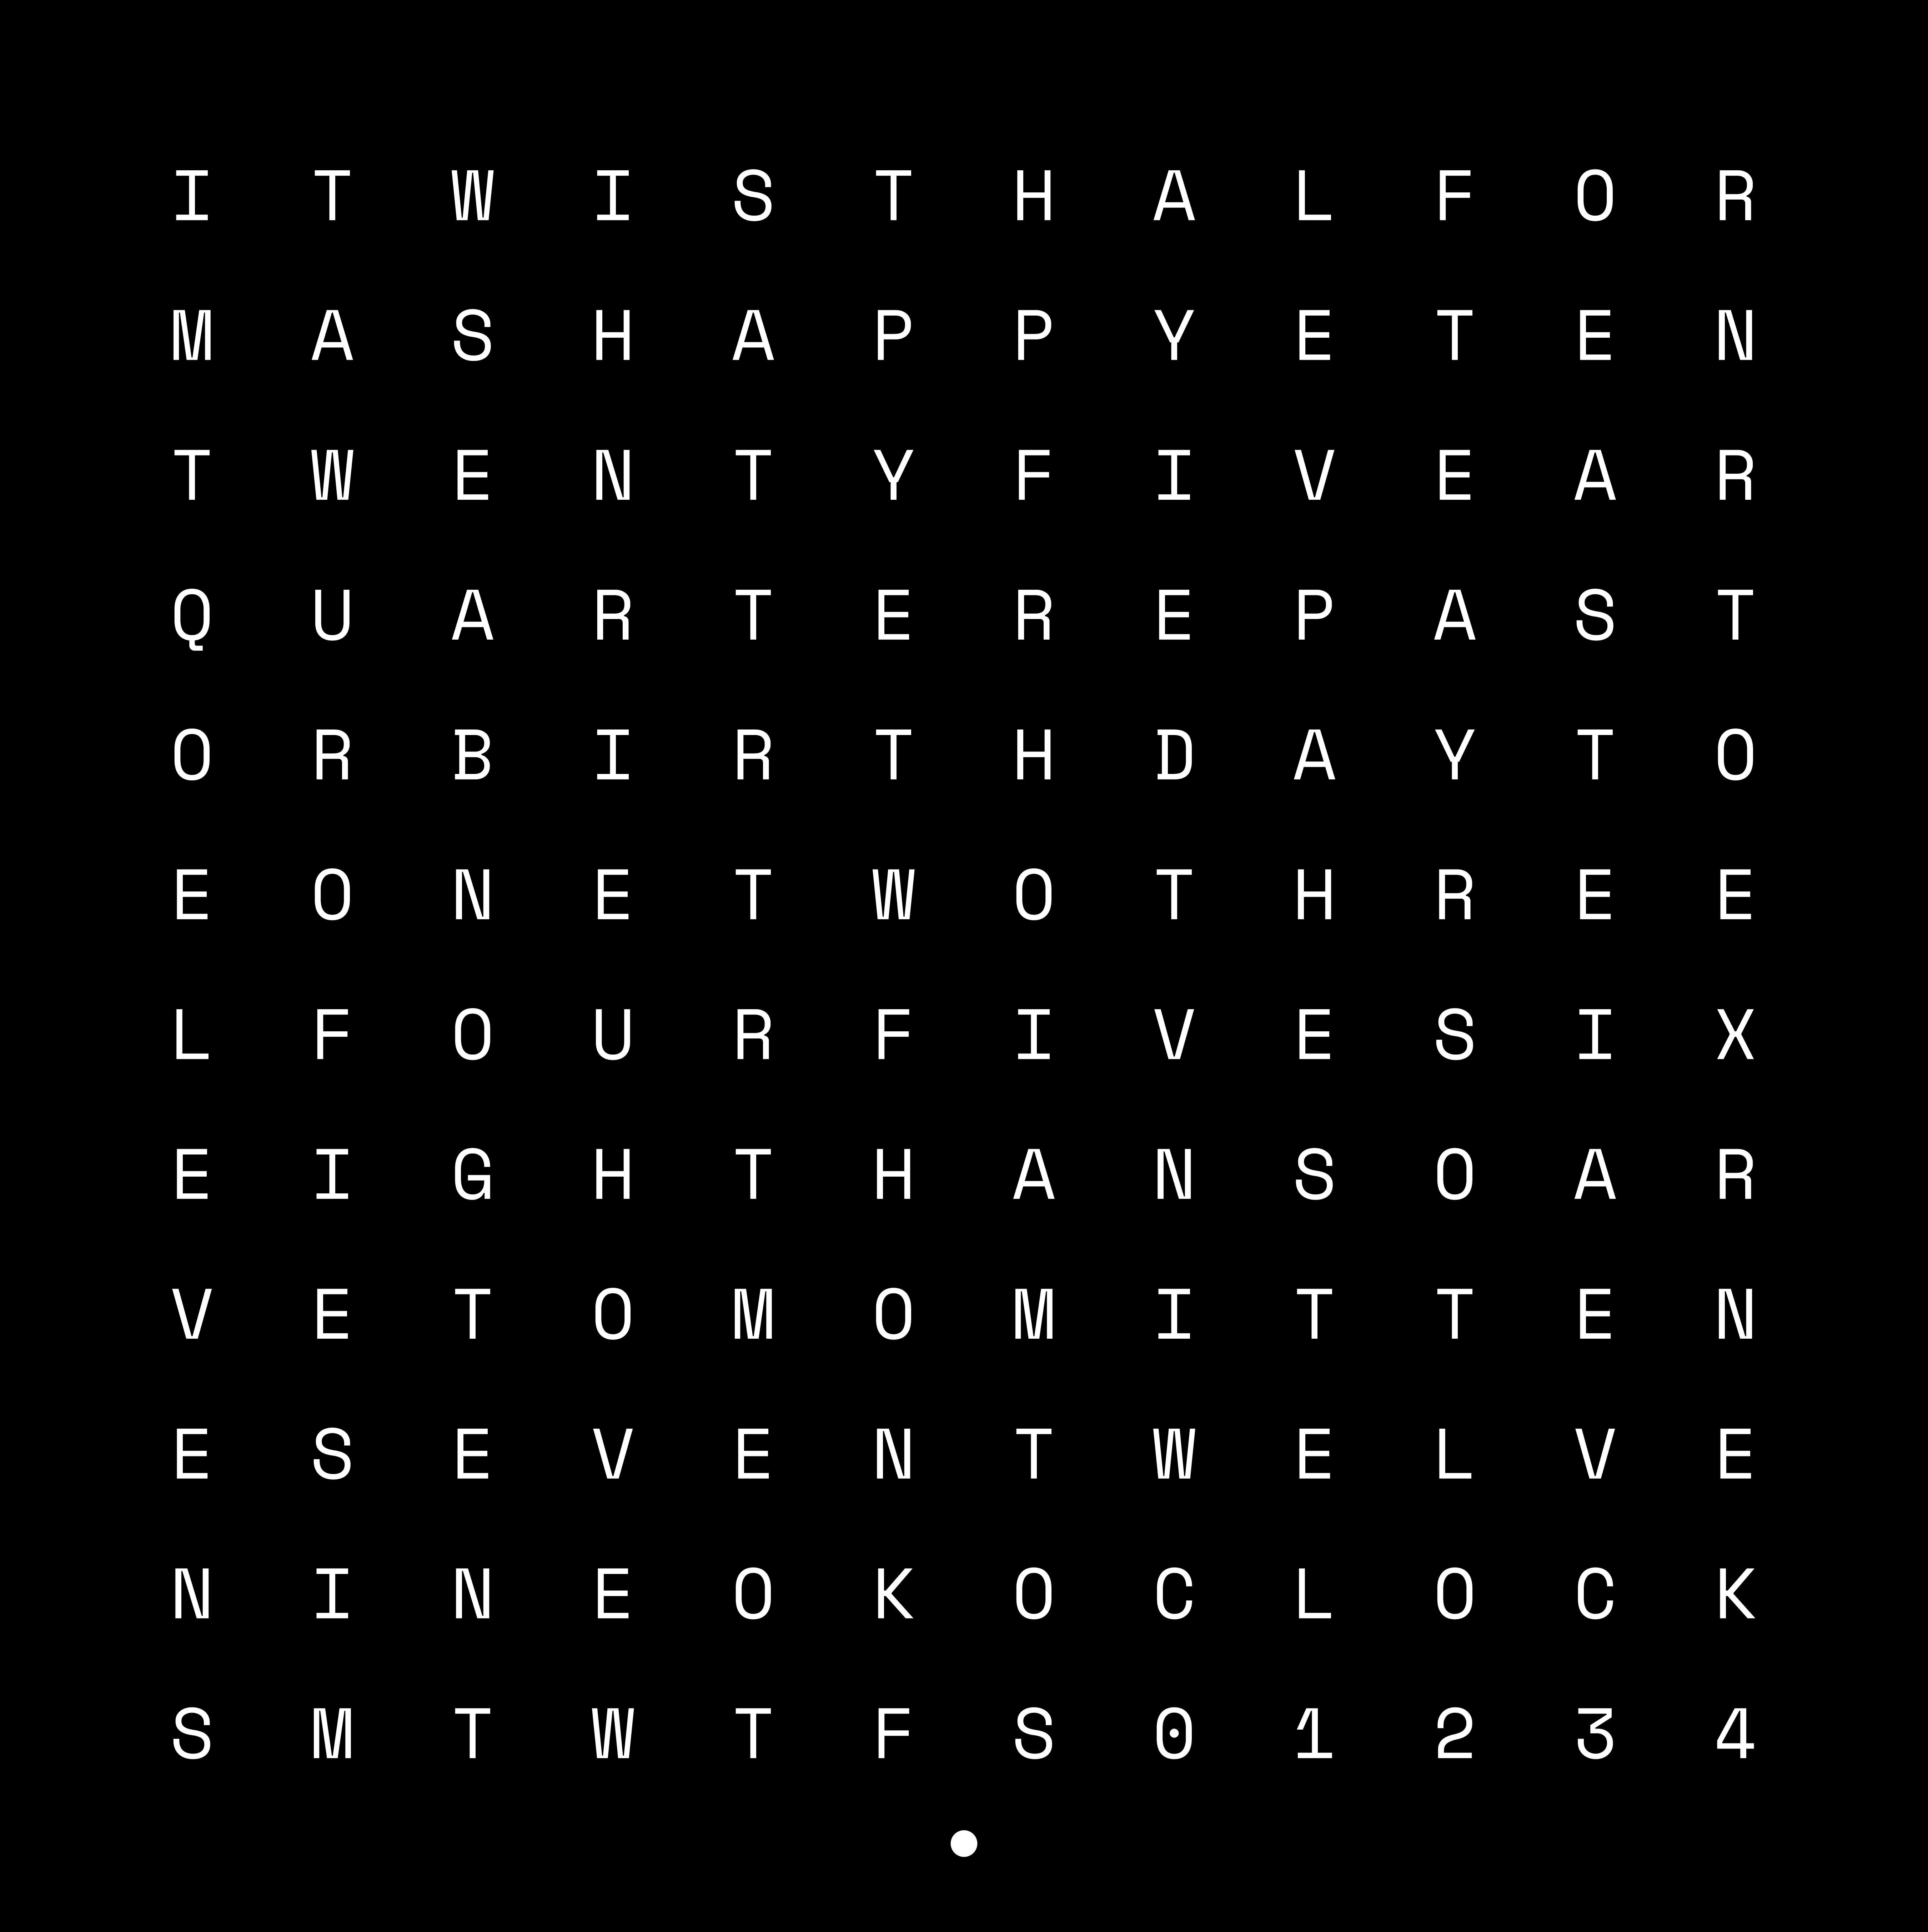 I T W I S T H A L F O R
M A S H A P P Y E T E N
T W E N T Y F I V E A R
Q U A R T E R E P A S T
O R B I R T H D A Y T O
E O N E T W O T H R E E
L F O U R F I V E S I X
E I G H T H A N S O A R
V E T O M O M I T T E N
E S E V E N T W E L V E
N I N E O K O C L O C K
S M T W T F S 0 1 2 3 4